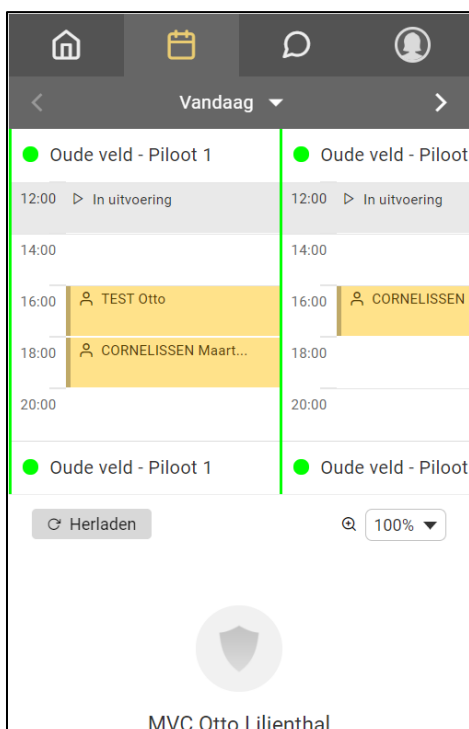 Vandaag
Oude veld - Piloot 1
Oude veld - Piloot
12:00 In uitvoering
12:00 In uitvoering
14:00
14:00
16:00 TEST Otto
16:00 CORNELISSEN
18:00 CORNELISSEN Maart...
18:00
20:00
20:00
Oude veld - Piloot 1
Oude veld - Piloot
Herladen
100%
MVC Otto Lilienthal